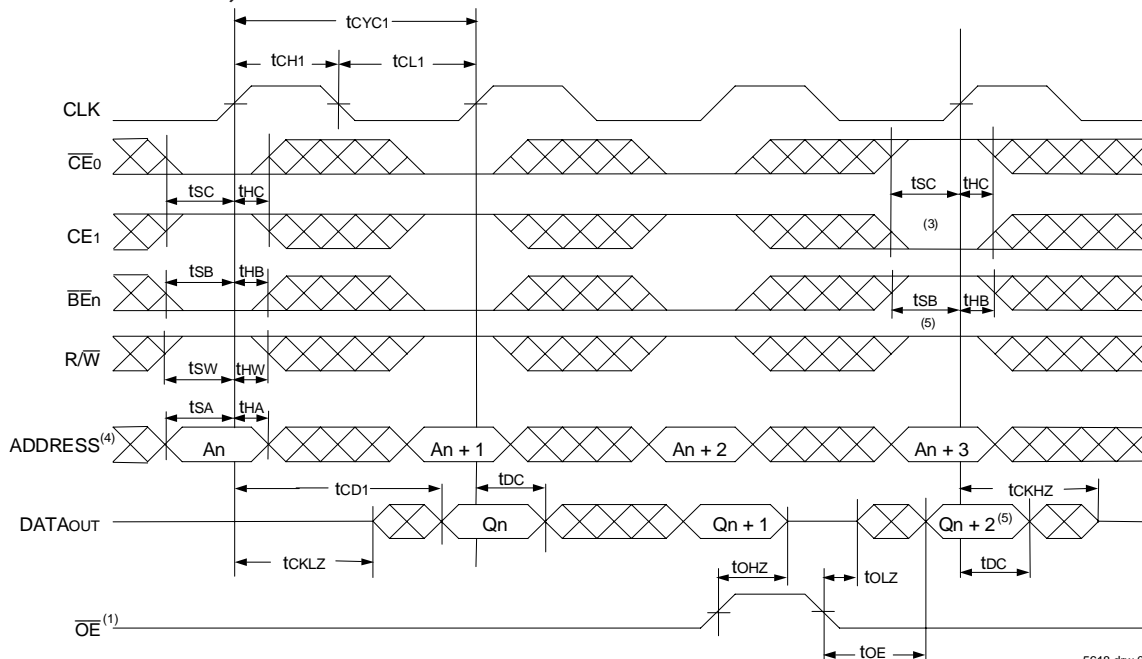 tCYC1
tCH1 tCL1
CLK
CE0
tSC tHC tSC tHC
CE1 (3)
tSB tHB
BEn tSB tHB
(5)
R/W
tSW tHW
tSA tHA
ADDRESS(4) An An + 1 An + 2 An + 3
tCD1 tDC tCKHZ
DATAOUT Qn Qn + 1 Qn + 2(5)
tCKLZ tOHZ tOLZ tDC
OE(1)
tOE